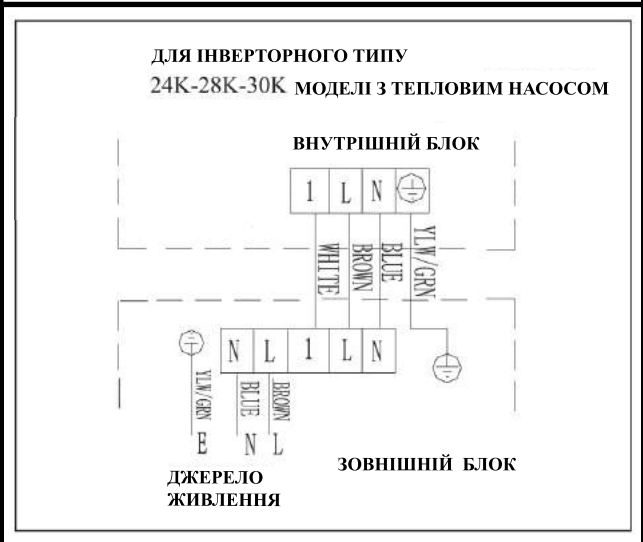 ДЛЯ ІНВЕРТОРНОГО ТИПУ
24K-28K-30K МОДЕЛІ З ТЕПЛОВИМ НАСОСОМ
ВНУТРІШНІЙ БЛОК
1 L N
WHITE BROWN BLUE YLW/GRN
N L 1 L N
YLW/GRN BLUE BROWN
E N L
ДЖЕРЕЛО
ЖИВЛЕННЯ
ЗОВНІШНІЙ БЛОК